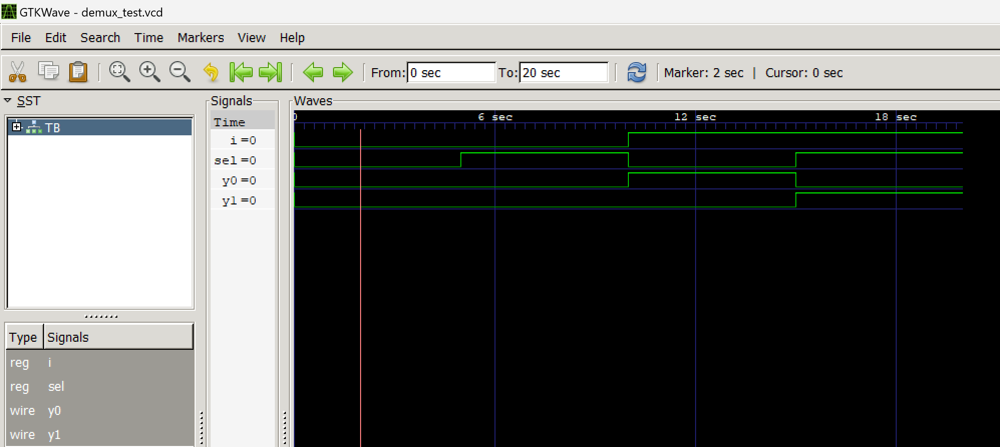 GTKWave - demux_test.vcd
File Edit Search Time Markers View Help
From: 0 sec To: 20 sec Marker: 2 sec | Cursor: 0 sec
SST
TB
Type Signals
reg i
reg sel
wire y0
wire y1
Signals
Time
i =0
sel =0
y0 =0
y1 =0
Waves
0 6 sec 12 sec 18 sec